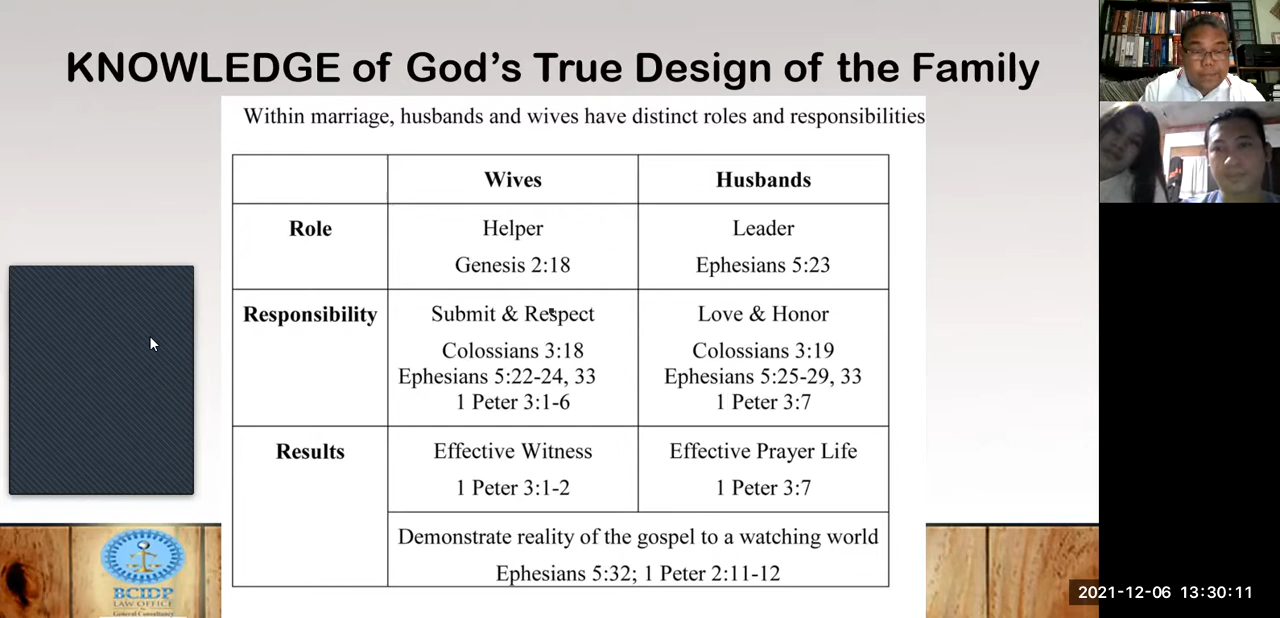 KNOWLEDGE of God's True Design of the Family
Within marriage, husbands and wives have distinct roles and responsibilities
Wives Husbands
Role Helper Leader
Genesis 2:18 Ephesians 5:23
Responsibility Submit & Respect Love & Honor
Colossians 3:18 Colossians 3:19
Ephesians 5:22-24, 33 Ephesians 5:25-29, 33
1 Peter 3:1-6 1 Peter 3:7
Results Effective Witness Effective Prayer Life
1 Peter 3:1-2 1 Peter 3:7
Demonstrate reality of the gospel to a watching world
Ephesians 5:32; 1 Peter 2:11-12
BCIDP
LAW OFFICE
General Consultancy
2021-12-06 13:30:11